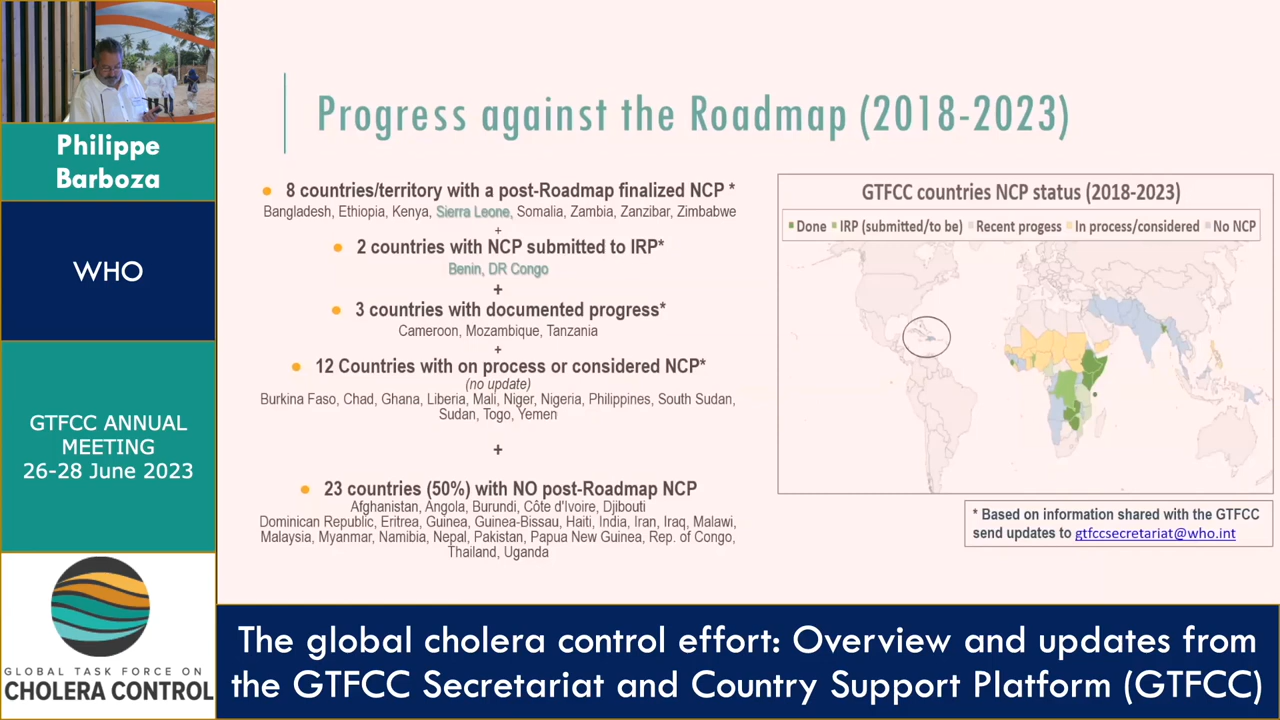 Philippe
Barboza
WHO
GTFCC ANNUAL
MEETING
26-28 June 2023
GLOBAL TASK FORCE ON
CHOLERA CONTROL
Progress against the Roadmap (2018-2023)
8 countries/territory with a post-Roadmap finalized NCP *
Bangladesh, Ethiopia, Kenya, Sierra Leone, Somalia, Zambia, Zanzibar, Zimbabwe
+
2 countries with NCP submitted to IRP*
Benin, DR Congo
+
3 countries with documented progress*
Cameroon, Mozambique, Tanzania
+
12 Countries with on process or considered NCP*
(no update)
Burkina Faso, Chad, Ghana, Liberia, Mali, Niger, Nigeria, Philippines, South Sudan,
Sudan, Togo, Yemen
+
23 countries (50%) with NO post-Roadmap NCP
Afghanistan, Angola, Burundi, Côte d'Ivoire, Djibouti
Dominican Republic, Eritrea, Guinea, Guinea-Bissau, Haiti, India, Iran, Iraq, Malawi,
Malaysia, Myanmar, Namibia, Nepal, Pakistan, Papua New Guinea, Rep. of Congo,
Thailand, Uganda
GTFCC countries NCP status (2018-2023)
Done IRP (submitted/to be) Recent progess In process/considered No NCP
* Based on information shared with the GTFCC
send updates to gtfccsecretariat@who.int
The global cholera control effort: Overview and updates from
the GTFCC Secretariat and Country Support Platform (GTFCC)